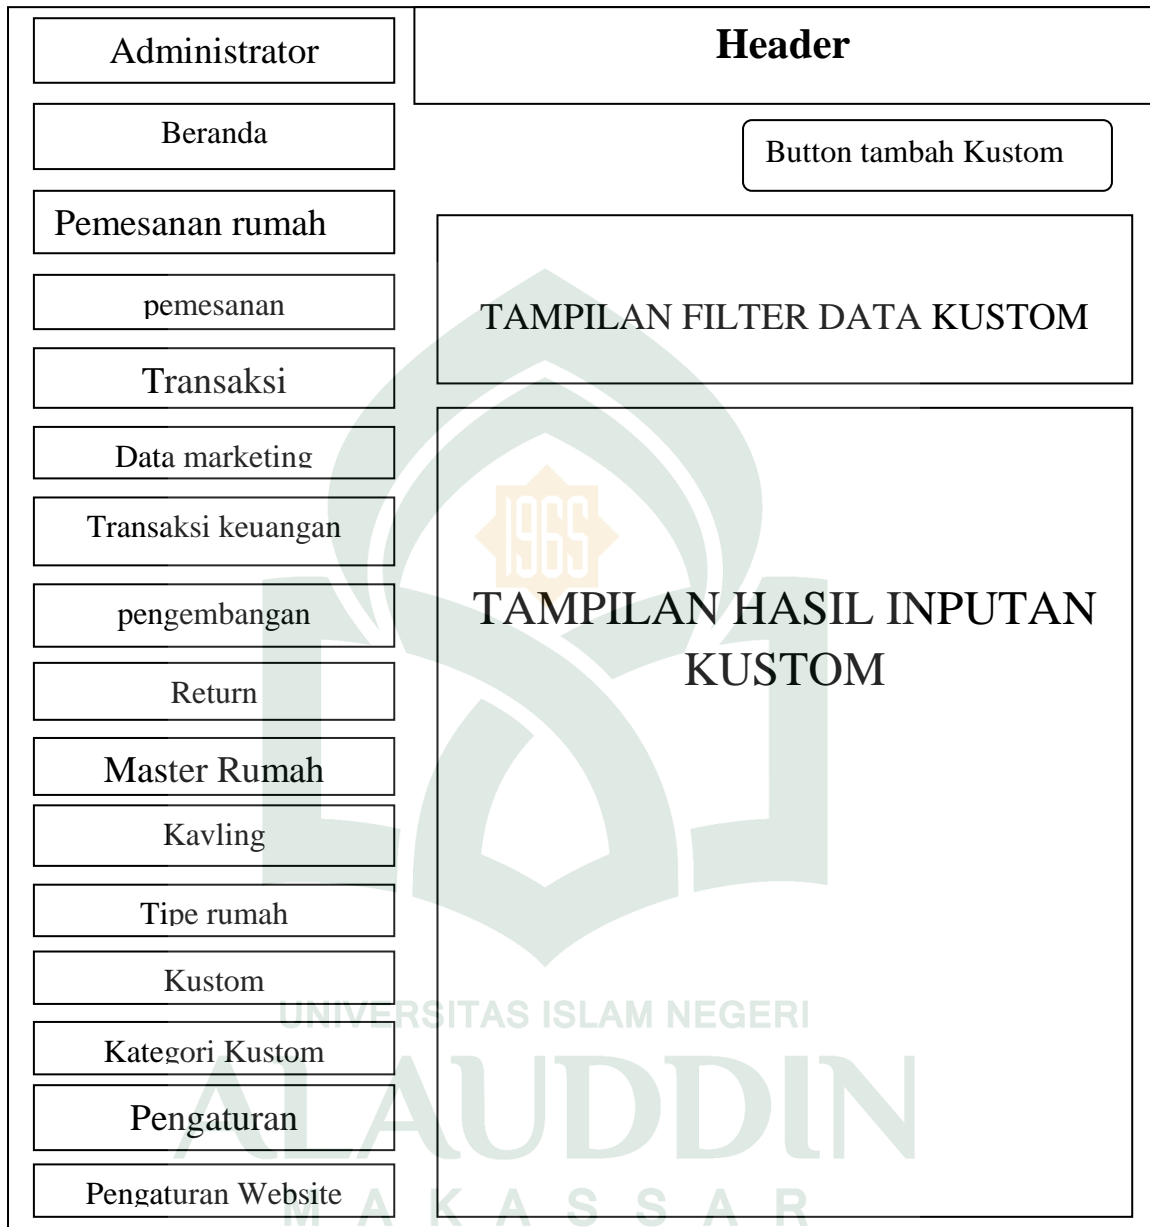 Administrator
Header
Beranda
Button tambah Kustom
Pemesanan rumah
pemesanan
TAMPILAN FILTER DATA KUSTOM
Transaksi
Data marketing
Transaksi keuangan
1965
pengembangan
TAMPILAN HASIL INPUTAN
KUSTOM
Return
Master Rumah
Kavling
Tipe rumah
Kustom
UNIVERSITAS ISLAM NEGERI
Kategori Kustom
ALAUDDIN
Pengaturan
Pengaturan Website
MAKASSAR